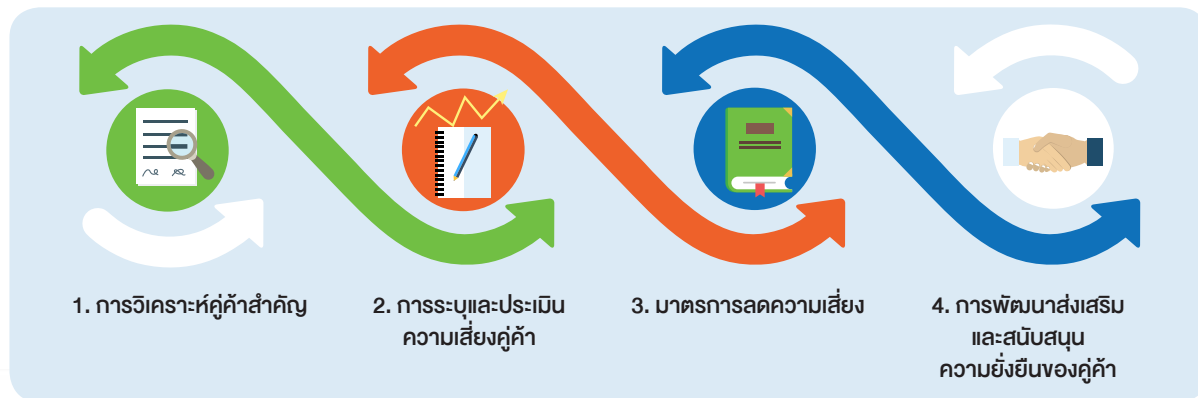 1. การวิเคราะห์คู่ค้าสำคัญ
2. การระบุและประเมิน
ความเสี่ยงคู่ค้า
3. มาตรการลดความเสี่ยง
4. การพัฒนาส่งเสริม
และสนับสนุน
ความยั่งยืนของคู่ค้า